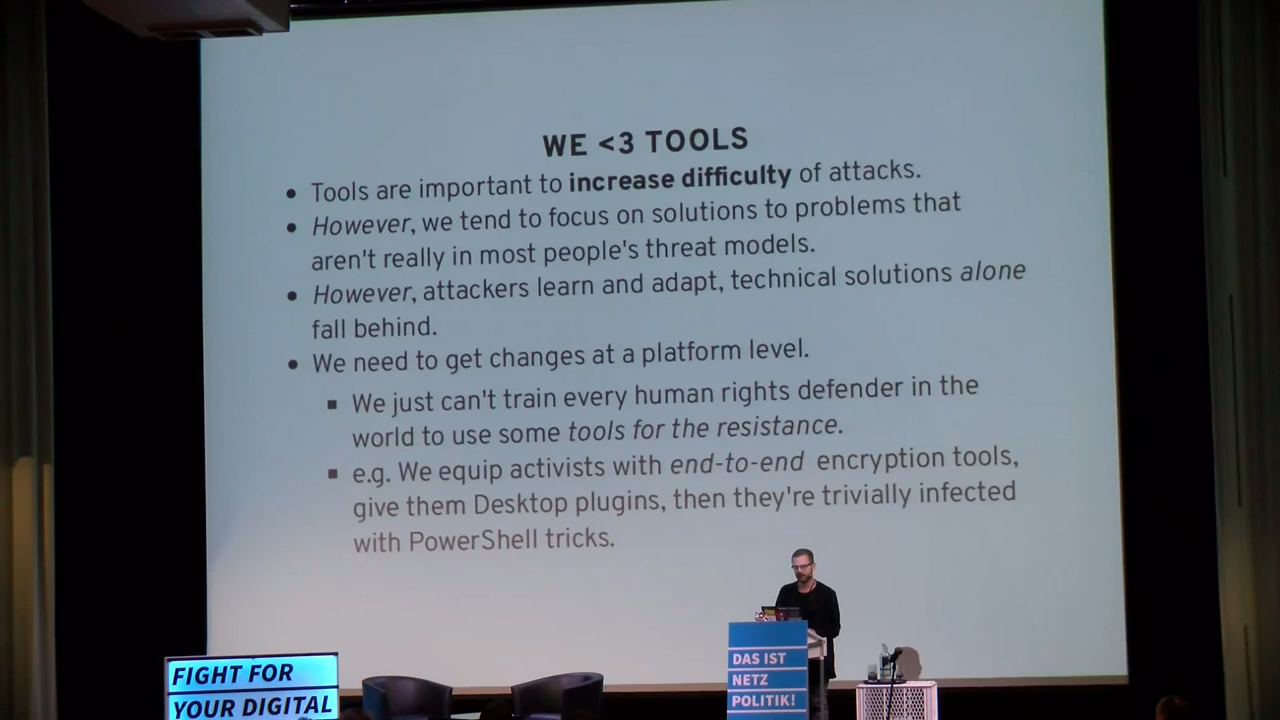 WE <3 TOOLS
Tools are important to increase difficulty of attacks.
However, we tend to focus on solutions to problems that
aren't really in most people's threat models.
However, attackers learn and adapt, technical solutions alone
fall behind.
We need to get changes at a platform level.
We just can't train every human rights defender in the
world to use some tools for the resistance.
e.g. We equip activists with end-to-end encryption tools,
give them Desktop plugins, then they're trivially infected
with PowerShell tricks.
DAS IST
NETZ
POLITIK!
FIGHT FOR
YOUR DIGITAL